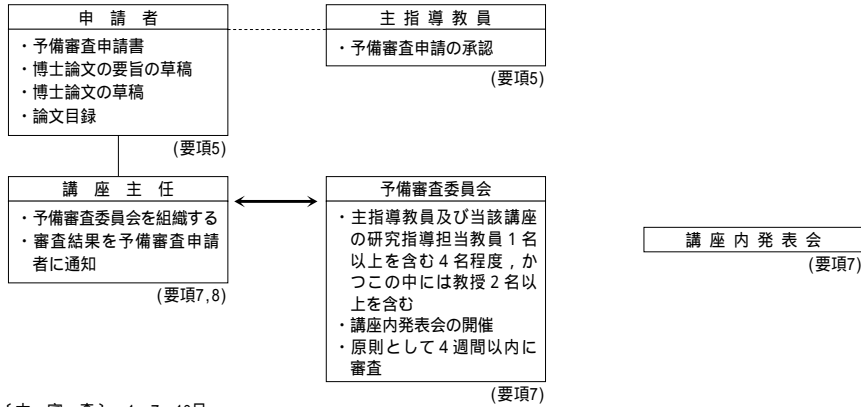 申請者
・予備審査申請書
・博士論文の要旨の草稿
・博士論文の草稿
・論文目録
(要項5)
主指導教員
・予備審査申請の承認
(要項5)
講座主任
・予備審査委員会を組織する
・審査結果を予備審査申請
者に通知
(要項7,8)
予備審査委員会
・主指導教員及び当該講座
の研究指導担当教員1名
以上を含む4名程度,か
つこの中には教授2名以
上を含む
・講座内発表会の開催
・原則として4週間以内に
審査
(要項7)
講座内発表会
(要項7)